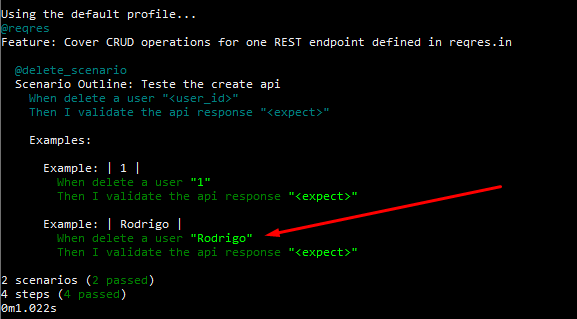 Using the default profile...
@reqres
Feature: Cover CRUD operations for one REST endpoint defined in reqres.in
@delete_scenario
Scenario Outline: Teste the create api
When delete a user "<user_id>"
Then I validate the api response "<expect>"
Examples:
Example: | 1 |
When delete a user "1"
Then I validate the api response "<expect>"
Example: | Rodrigo |
When delete a user "Rodrigo"
Then I validate the api response "<expect>"
2 scenarios (2 passed)
4 steps (4 passed)
0m1.022s